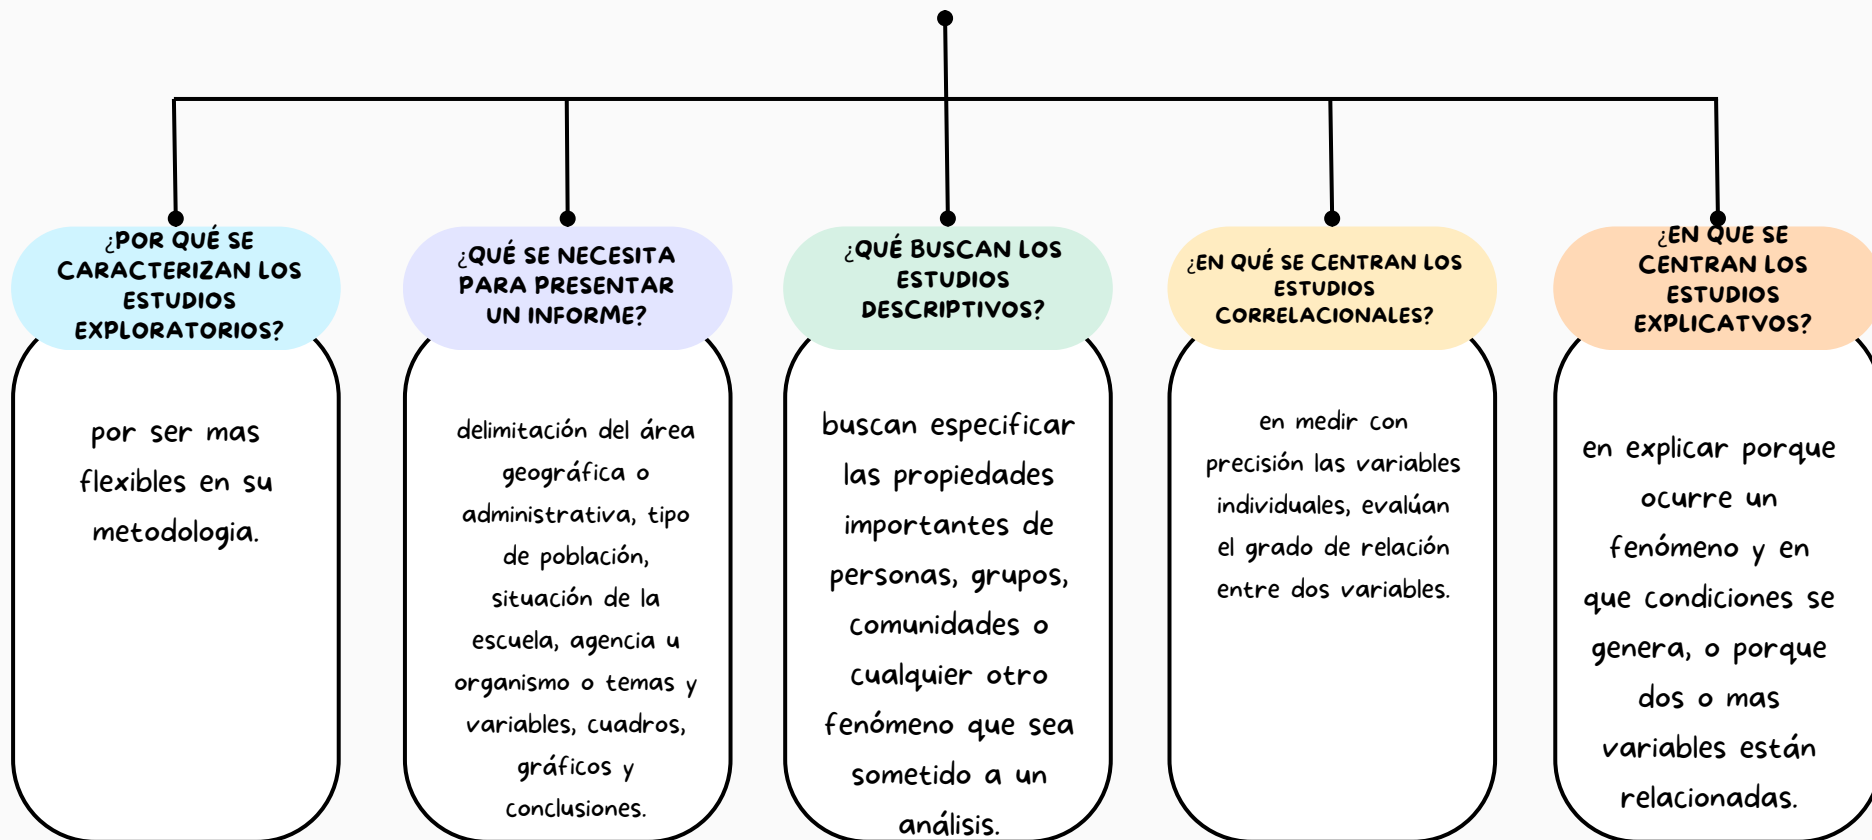 ¿POR QUÉ SE
CARACTERIZAN LOS
ESTUDIOS
EXPLORATORIOS?
por ser mas
flexibles en su
metodologia.
¿QUÉ SE NECESITA
PARA PRESENTAR
UN INFORME?
delimitación del área
geográfica o
administrativa, tipo
de población,
situación de la
escuela, agencia u
organismo o temas y
variables, cuadros,
gráficos y
conclusiones.
¿QUÉ BUSCAN LOS
ESTUDIOS
DESCRIPTIVOS?
buscan especificar
las propiedades
importantes de
personas, grupos,
comunidades o
cualquier otro
fenómeno que sea
sometido a un
análisis.
¿EN QUÉ SE CENTRAN LOS
ESTUDIOS
CORRELACIONALES?
en medir con
precisión las variables
individuales, evalúan
el grado de relación
entre dos variables.
¿EN QUE SE
CENTRAN LOS
ESTUDIOS
EXPLICATVOS?
en explicar porque
ocurre un
fenómeno y en
que condiciones se
genera, o porque
dos o mas
variables están
relacionadas.